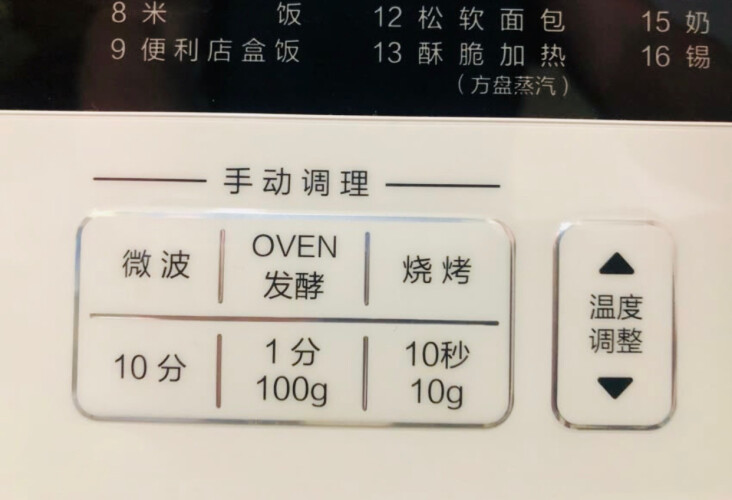 8 米 饭
12 松软面包
15 奶
9 便利店盒饭
13 酥脆加热
16 锡
(方盘蒸汽)
手动调理
微波
OVEN
发酵
烧烤
10分
1分
100g
10秒
10g
温度
调整